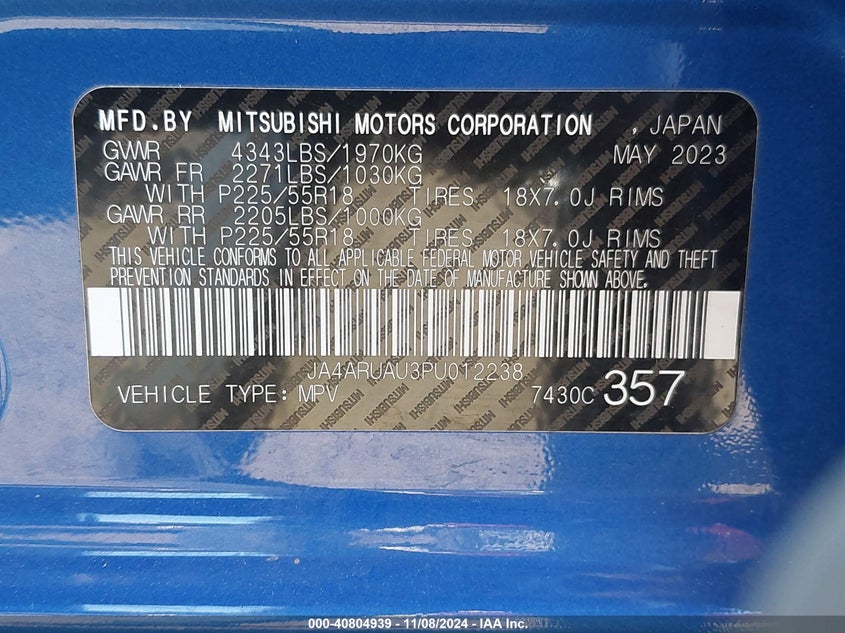 MFD.BY MITSUBISHI MOTORS CORPORATION , JAPAN
GVWR 4343LBS/1970KG MAY 2023
GAWR FR 2271LBS/1030KG
WITH P225/55R18 TIRES, 18X7.0J RIMS
GAWR RR 2205LBS/1000KG
WITH P225/55R18 TIRES, 18X7.0J RIMS
THIS VEHICLE CONFORMS TO ALL APPLICABLE FEDERAL MOTOR VEHICLE SAFETY AND THEFT
PREVENTION STANDARDS IN EFFECT ON THE DATE OF MANUFACTURE SHOWN ABOVE.
JA4ARUAU3PU012238
VEHICLE TYPE: MPV 7430C 357
000-40804939 - 11/08/2024 - IAA Inc.